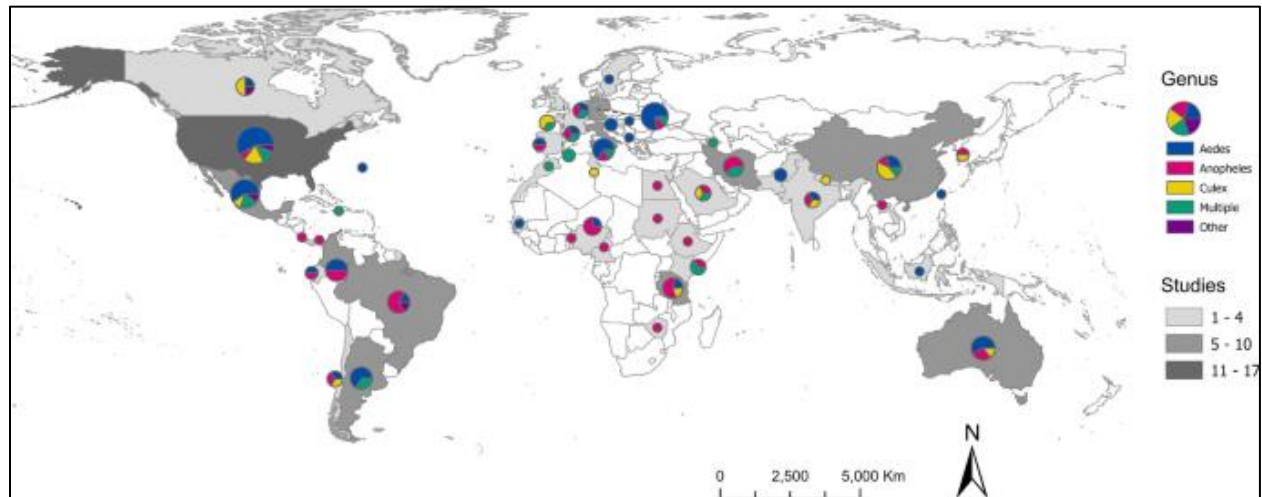 Genus
Aedes
Anopheles
Culex
Multiple
Other
Studies
1 - 4
5 - 10
11 - 17
N
0 2,500 5,000 Km